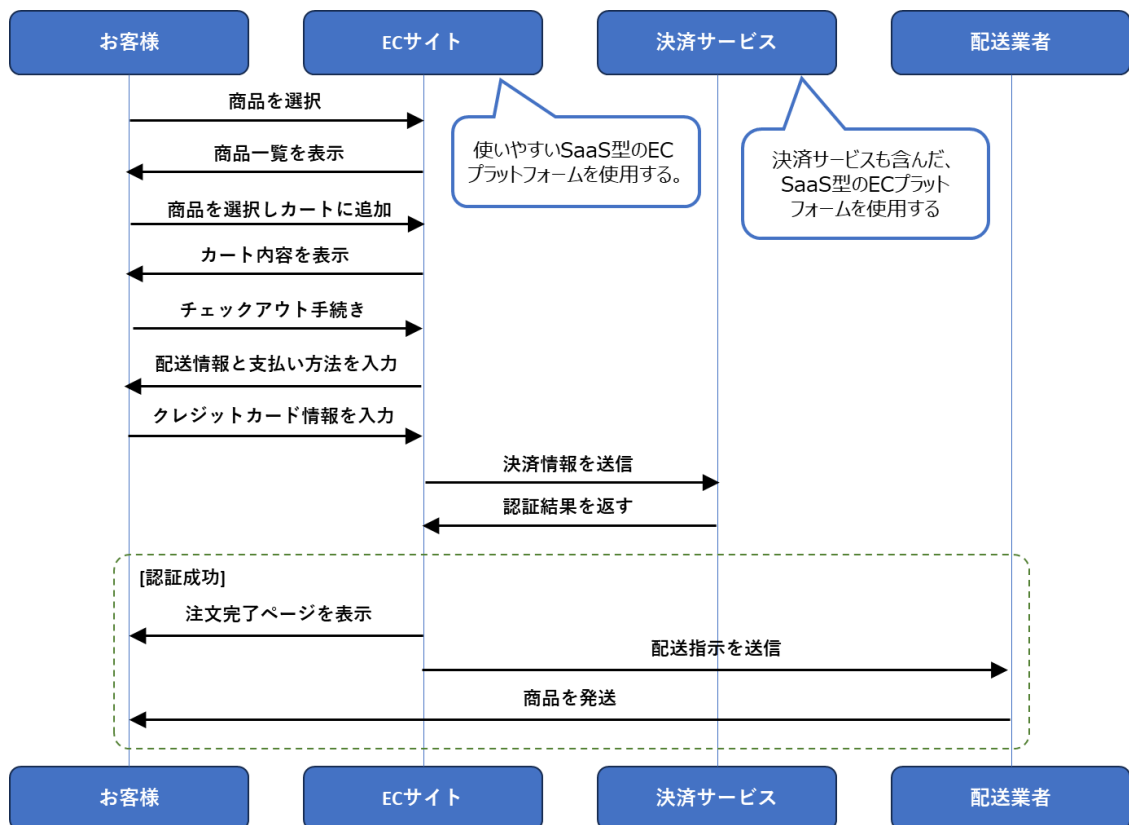 お客様
ECサイト
決済サービス
配送業者
商品を選択
使いやすいSaaS型のEC
プラットフォームを使用する。
決済サービスも含んだ、
SaaS型のECプラット
フォームを使用する
商品一覧を表示
商品を選択しカートに追加
カート内容を表示
チェックアウト手続き
配送情報と支払い方法を入力
クレジットカード情報を入力
決済情報を送信
認証結果を返す
[認証成功]
注文完了ページを表示
配送指示を送信
商品を発送
お客様
ECサイト
決済サービス
配送業者